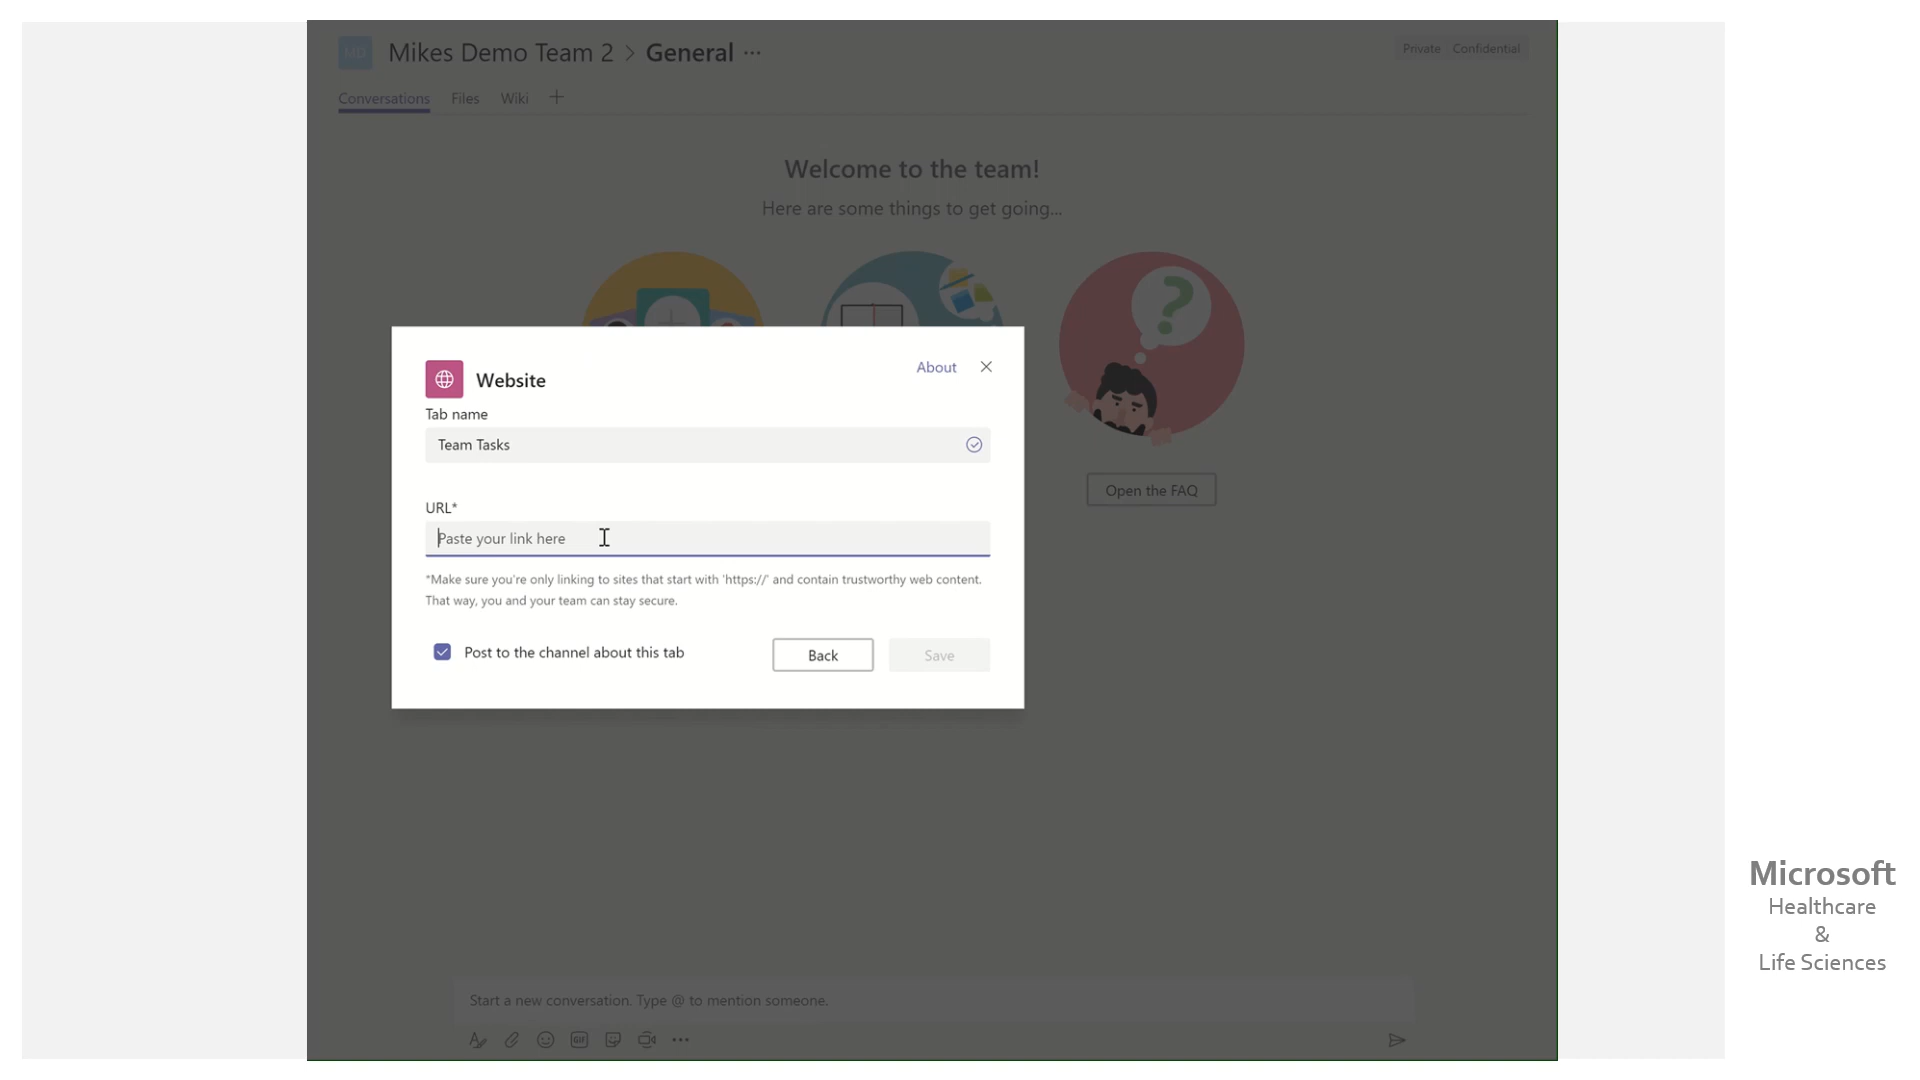 MD Mikes Demo Team 2 > General ...
Private Confidential
Conversations Files Wiki +
Welcome to the team!
Here are some things to get going...
Website
About
Tab name
Team Tasks
URL*
Paste your link here
*Make sure you're only linking to sites that start with 'https://' and contain trustworthy web content.
That way, you and your team can stay secure.
Post to the channel about this tab
Back
Save
Open the FAQ
Start a new conversation. Type @ to mention someone.
GIF
Microsoft
Healthcare
&
Life Sciences